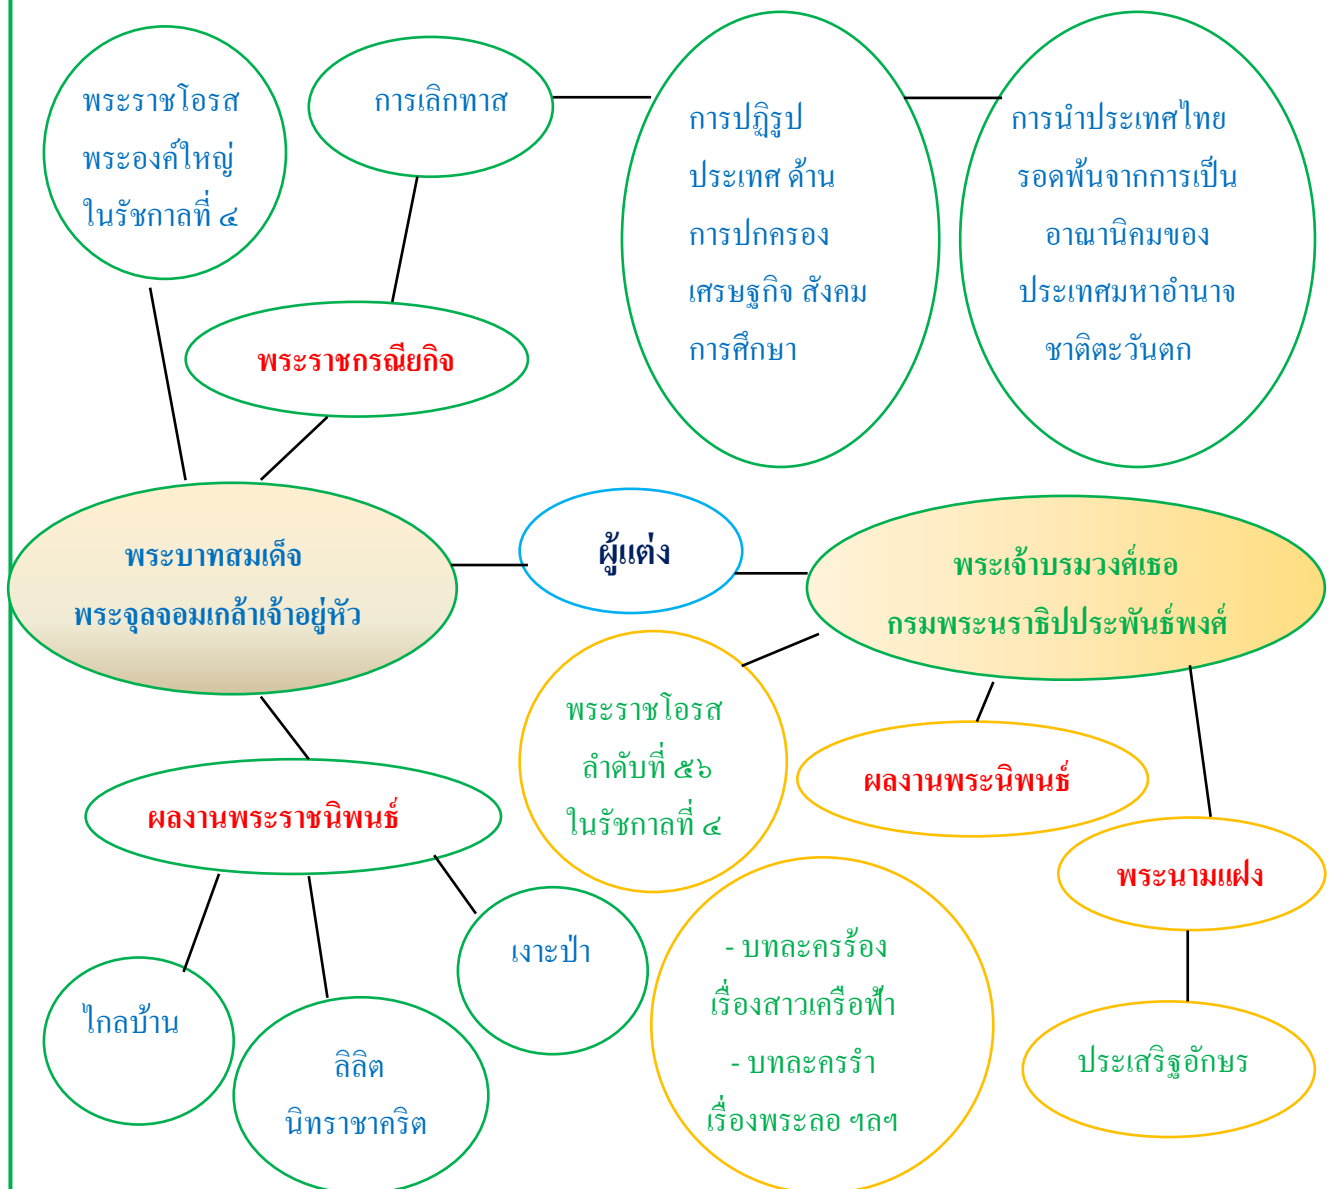 พระราชโอรส
พระองค์ใหญ่
ในรัชกาลที่ ๔
การเลิกทาส
การปฏิรูป
ประเทศ ด้าน
การปกครอง
เศรษฐกิจ สังคม
การศึกษา
การนำประเทศไทย
รอดพ้นจากการเป็น
อาณานิคมของ
ประเทศมหาอำนาจ
ชาติตะวันตก
พระราชกรณียกิจ
พระบาทสมเด็จ
พระจุลจอมเกล้าเจ้าอยู่หัว
ผู้แต่ง
พระเจ้าบรมวงศ์เธอ
กรมพระนราธิปประพันธ์พงศ์
พระราชโอรส
ลำดับที่ ๕๖
ในรัชกาลที่ ๔
ผลงานพระนิพนธ์
ผลงานพระราชนิพนธ์
พระนามแฝง
เงาะป่า
ไกลบ้าน
ลิลิต
นิทราชาคริต
- บทละครร้อง
เรื่องสาวเครือฟ้า
- บทละครรำ
เรื่องพระลอ ฯลฯ
ประเสริฐอักษร